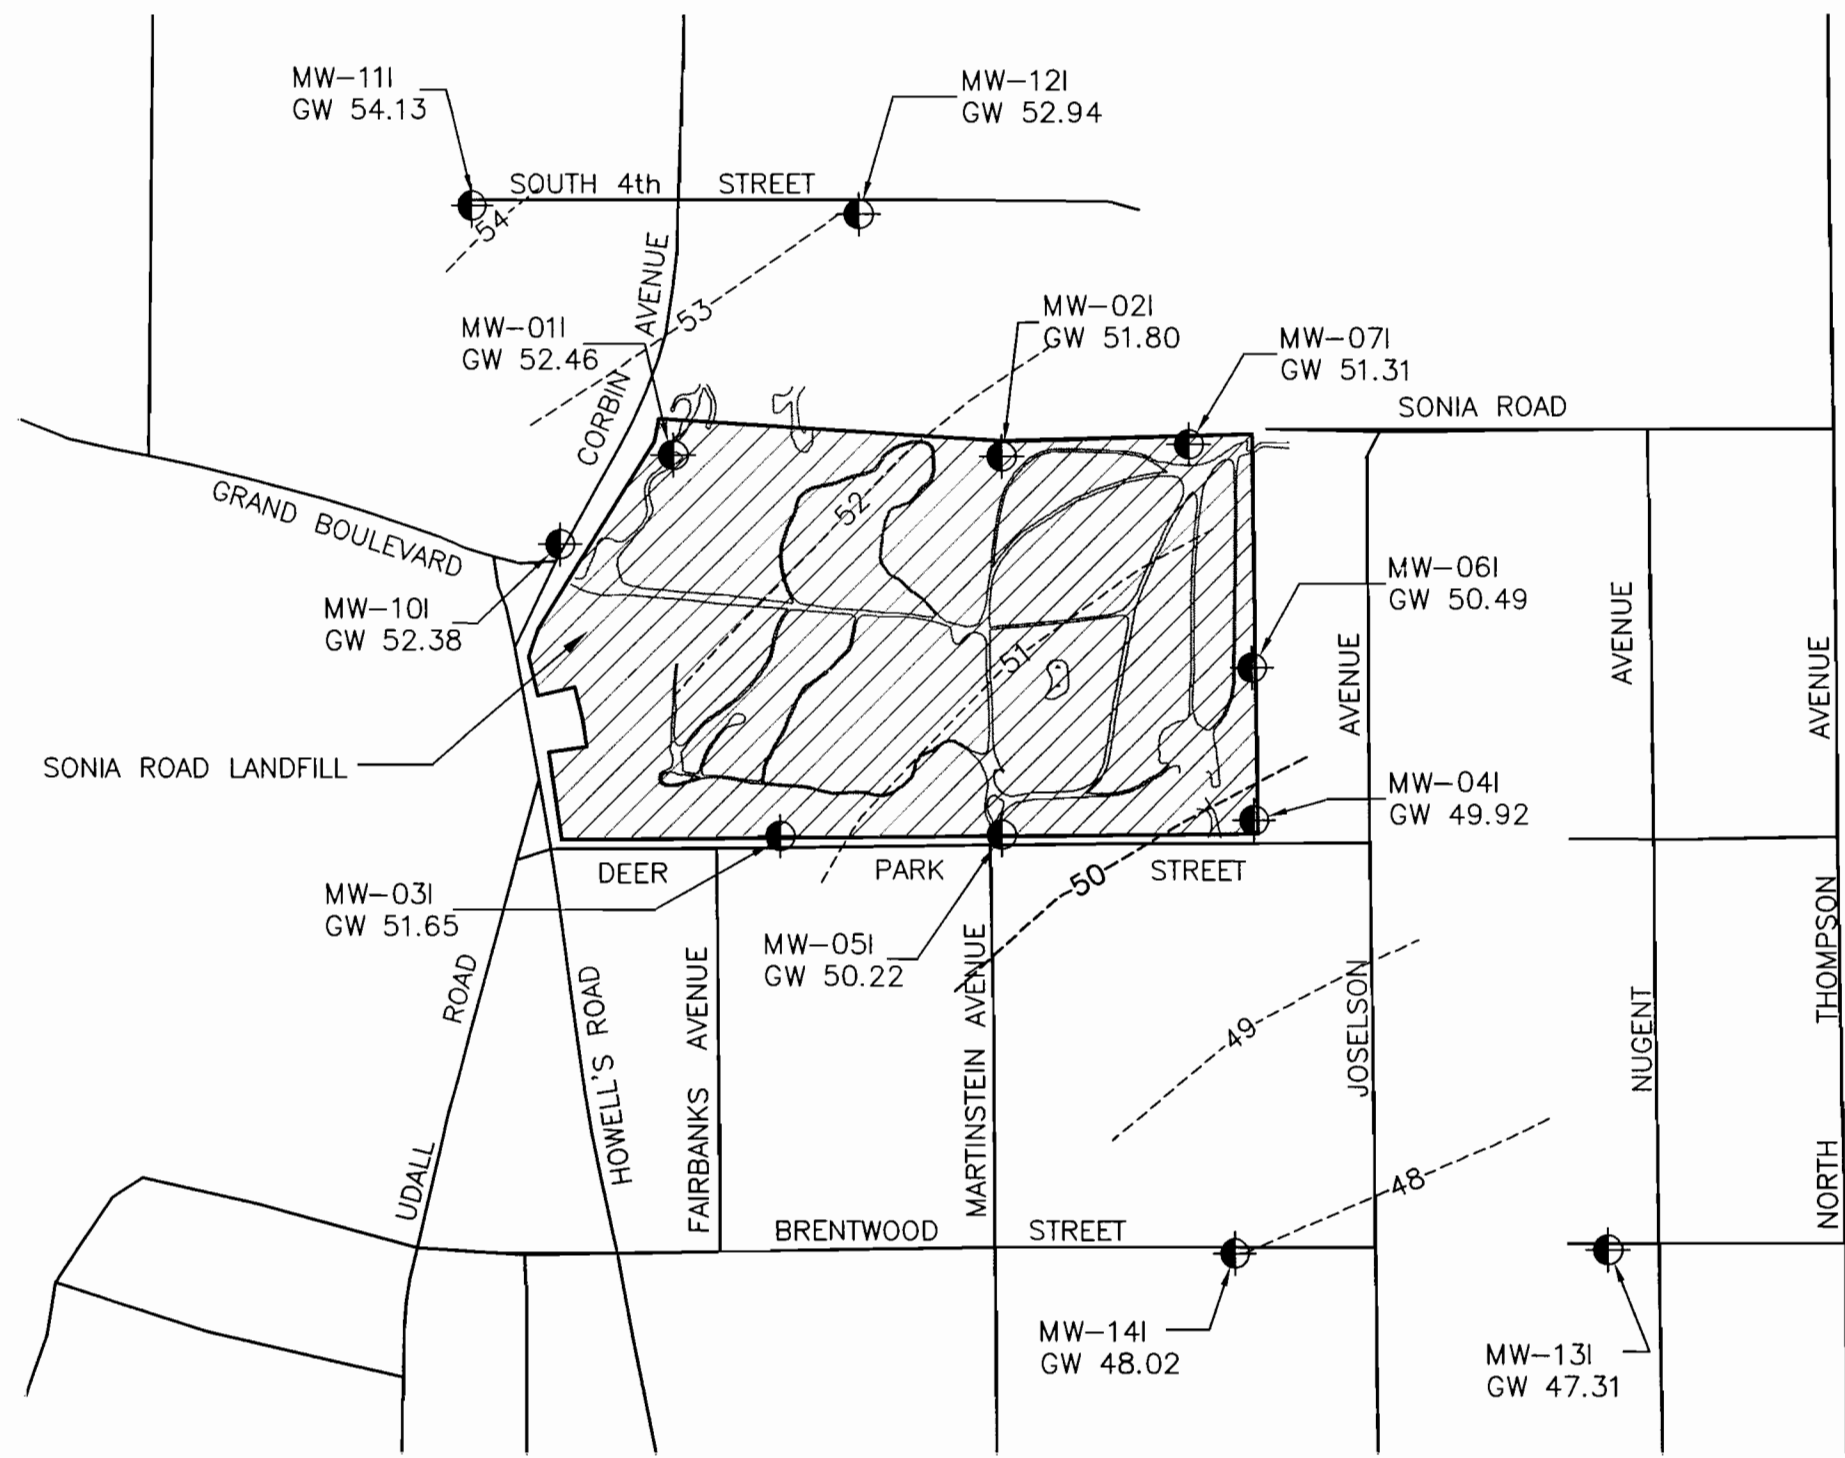 MW-11I
GW 54.13
MW-12I
GW 52.94
SOUTH 4th STREET
54
CORBIN AVENUE
53
MW-01I
GW 52.46
MW-02I
GW 51.80
MW-07I
GW 51.31
SONIA ROAD
GRAND BOULEVARD
52
MW-10I
GW 52.38
MW-06I
GW 50.49
51
SONIA ROAD LANDFILL
MW-04I
GW 49.92
DEER PARK STREET
50
MW-03I
GW 51.65
MW-05I
GW 50.22
UDALL ROAD
HOWELL'S ROAD
FAIRBANKS AVENUE
MARTINSTEIN AVENUE
49
JOSELSON AVENUE
NUGENT AVENUE
NORTH THOMPSON AVENUE
48
BRENTWOOD STREET
MW-14I
GW 48.02
MW-13I
GW 47.31